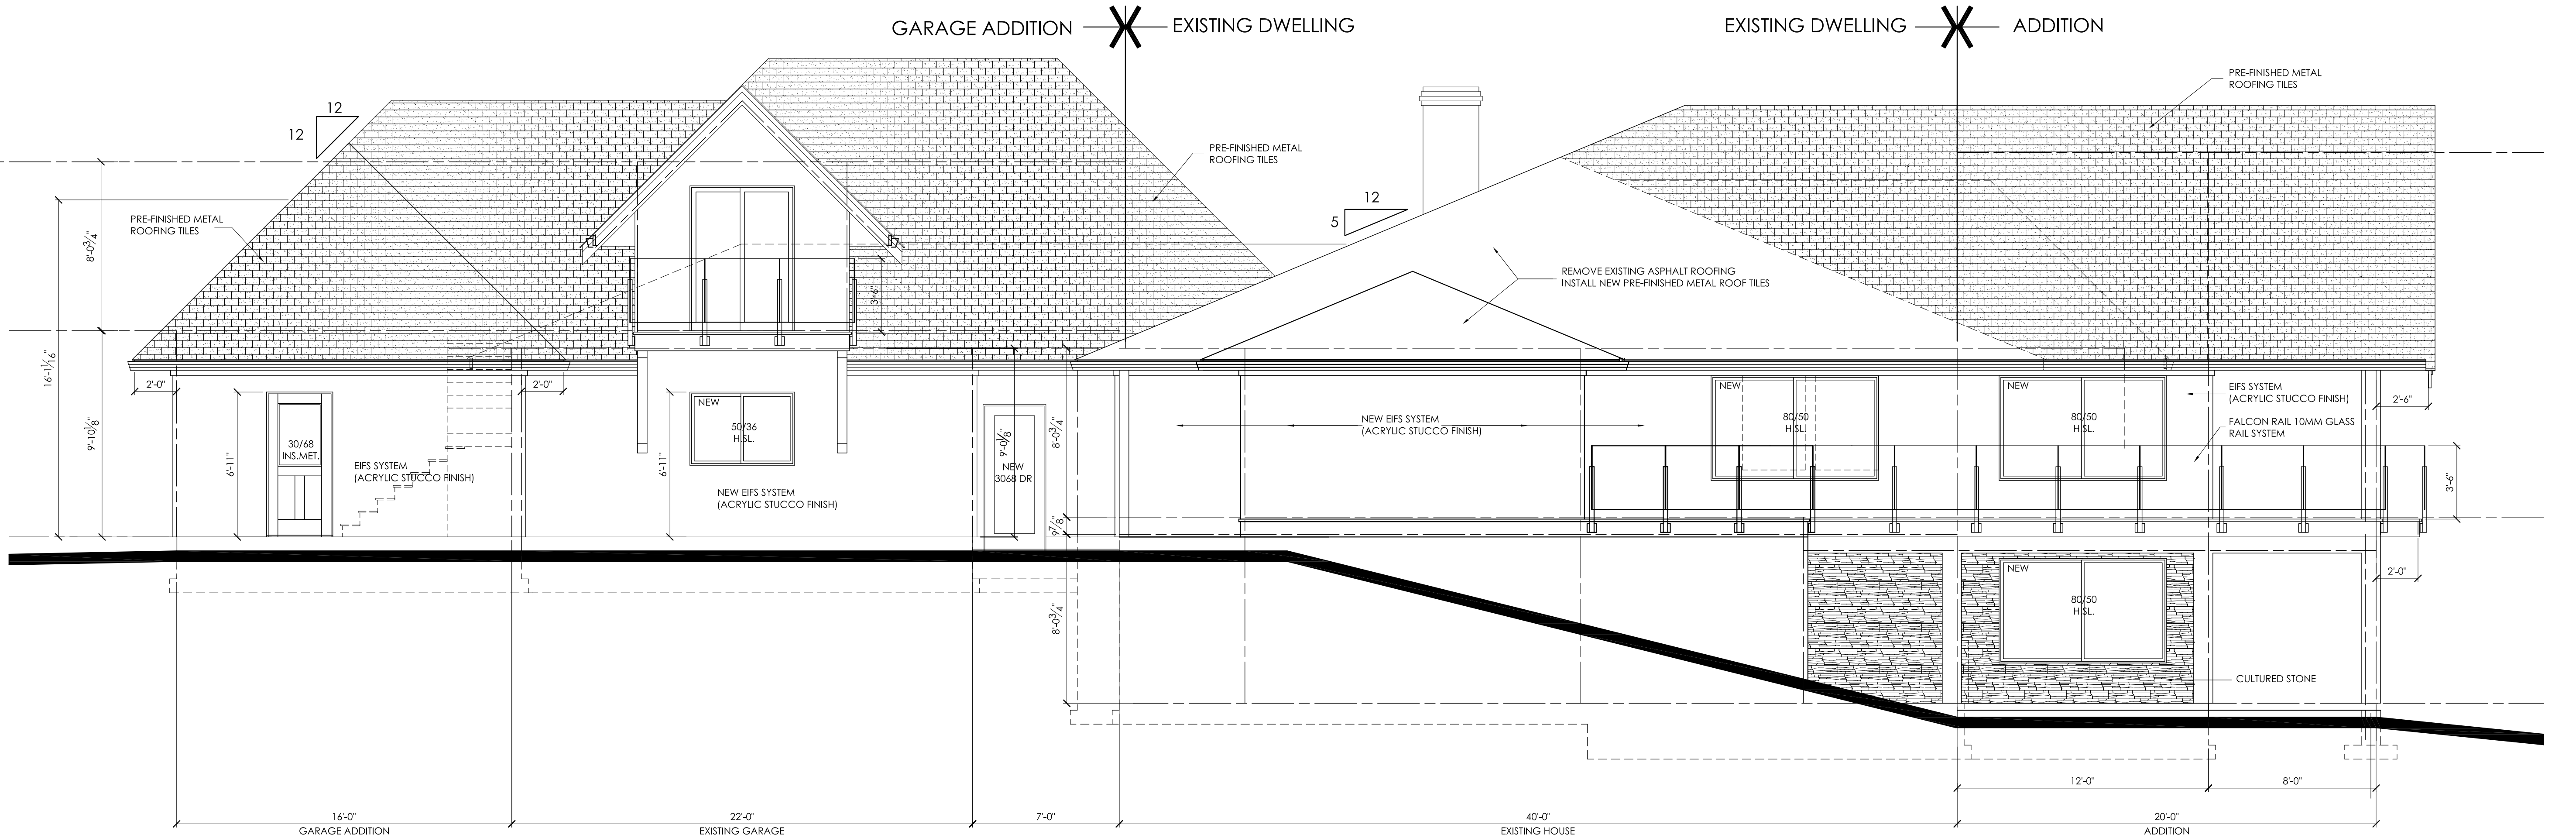 GARAGE ADDITION
EXISTING DWELLING
EXISTING DWELLING
ADDITION
PRE-FINISHED METAL
ROOFING TILES
12
12
PRE-FINISHED METAL
ROOFING TILES
12
5
PRE-FINISHED METAL
ROOFING TILES
8'-0 3/4"
16'-1 1/16"
9'-10 1/8"
3'-6"
REMOVE EXISTING ASPHALT ROOFING
INSTALL NEW PRE-FINISHED METAL ROOF TILES
2'-0"
2'-0"
6'-11"
30/68
INS.MET.
EIFS SYSTEM
(ACRYLIC STUCCO FINISH)
6'-11"
NEW
50/36
H.SL.
NEW EIFS SYSTEM
(ACRYLIC STUCCO FINISH)
9'-0 1/8"
NEW
3068 DR
8'-0 3/4"
9 7/8"
8'-0 3/4"
NEW EIFS SYSTEM
(ACRYLIC STUCCO FINISH)
NEW
80/50
H.SL.
NEW
80/50
H.SL.
EIFS SYSTEM
(ACRYLIC STUCCO FINISH)
2'-6"
FALCON RAIL 10MM GLASS
RAIL SYSTEM
3'-6"
NEW
80/50
H.SL.
2'-0"
CULTURED STONE
12'-0"
8'-0"
16'-0"
GARAGE ADDITION
22'-0"
EXISTING GARAGE
7'-0"
40'-0"
EXISTING HOUSE
20'-0"
ADDITION